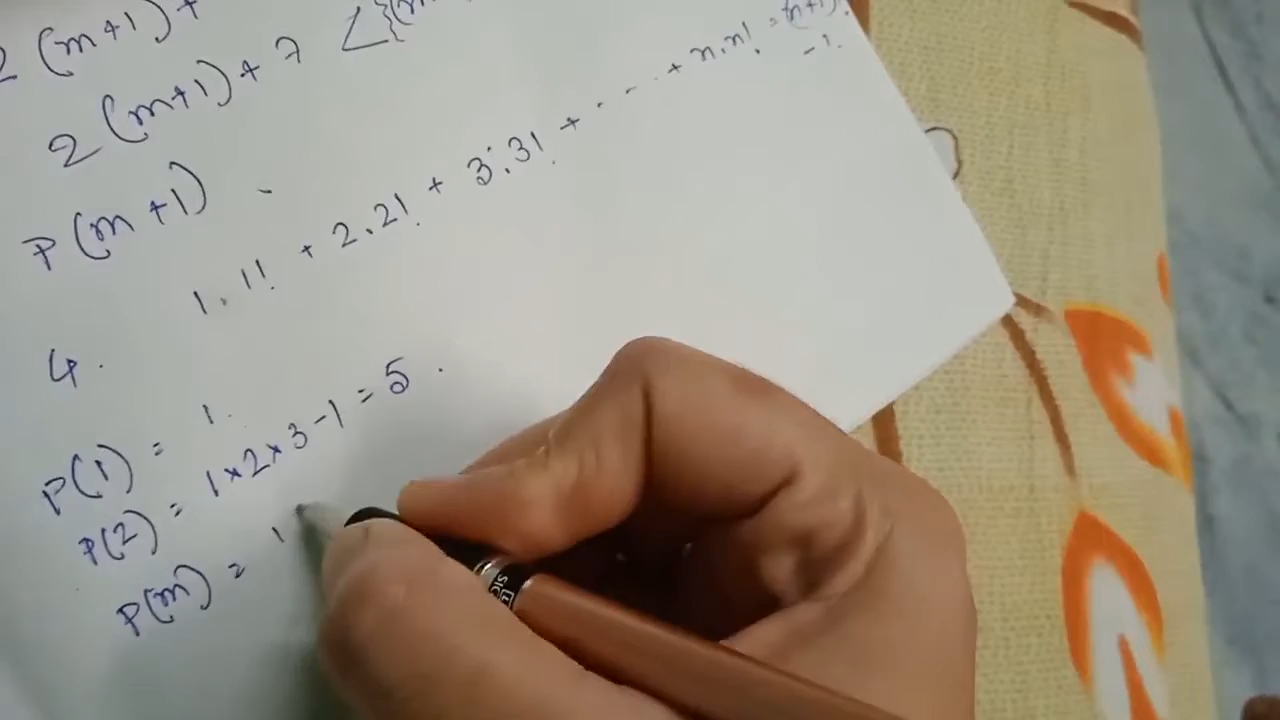 2 (m+1) +
2 (m+1) + 7 < {(m
P(m+1) .
4. 1.1! + 2.2! + 3.3! + ..... + n.n! = (n+1)!
-1.
P(1) = 1.
P(2) = 1×2×3-1 = 5.
P(m) = 1